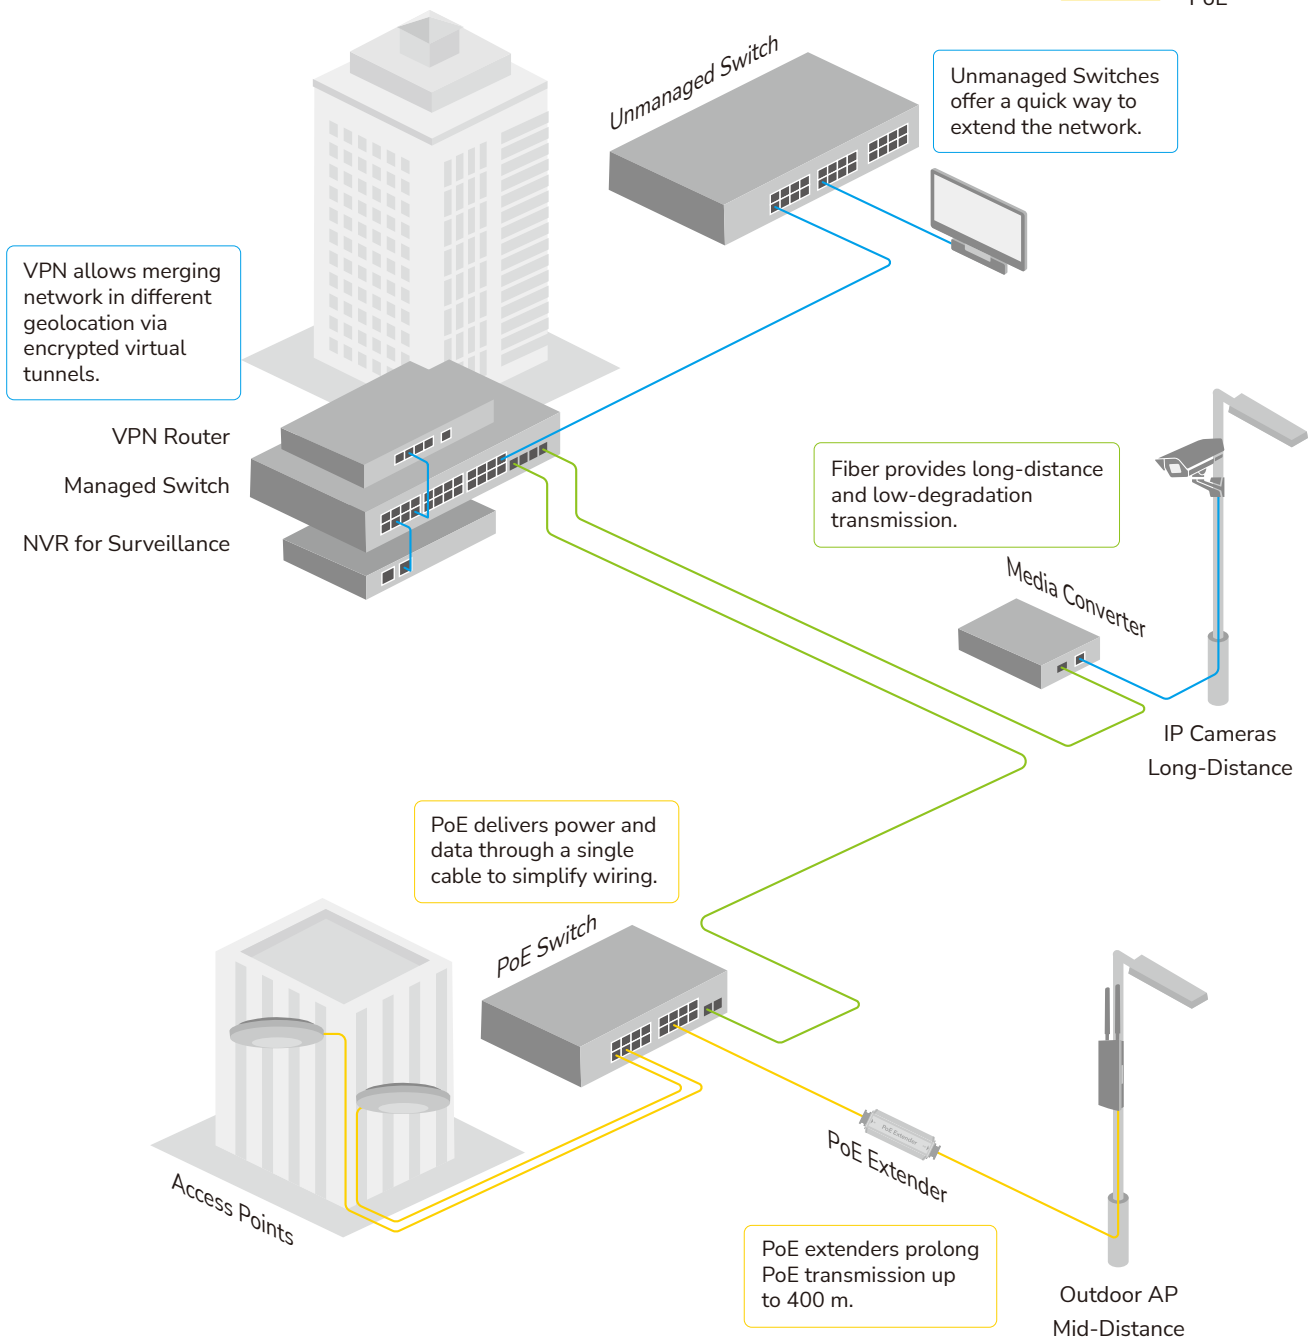 PoE
Unmanaged Switch
Unmanaged Switches
offer a quick way to
extend the network.
VPN allows merging
network in different
geolocation via
encrypted virtual
tunnels.
VPN Router
Managed Switch
NVR for Surveillance
Fiber provides long-distance
and low-degradation
transmission.
Media Converter
IP Cameras
Long-Distance
PoE delivers power and
data through a single
cable to simplify wiring.
PoE Switch
Access Points
PoE Extender
PoE Extender
PoE extenders prolong
PoE transmission up
to 400 m.
Outdoor AP
Mid-Distance